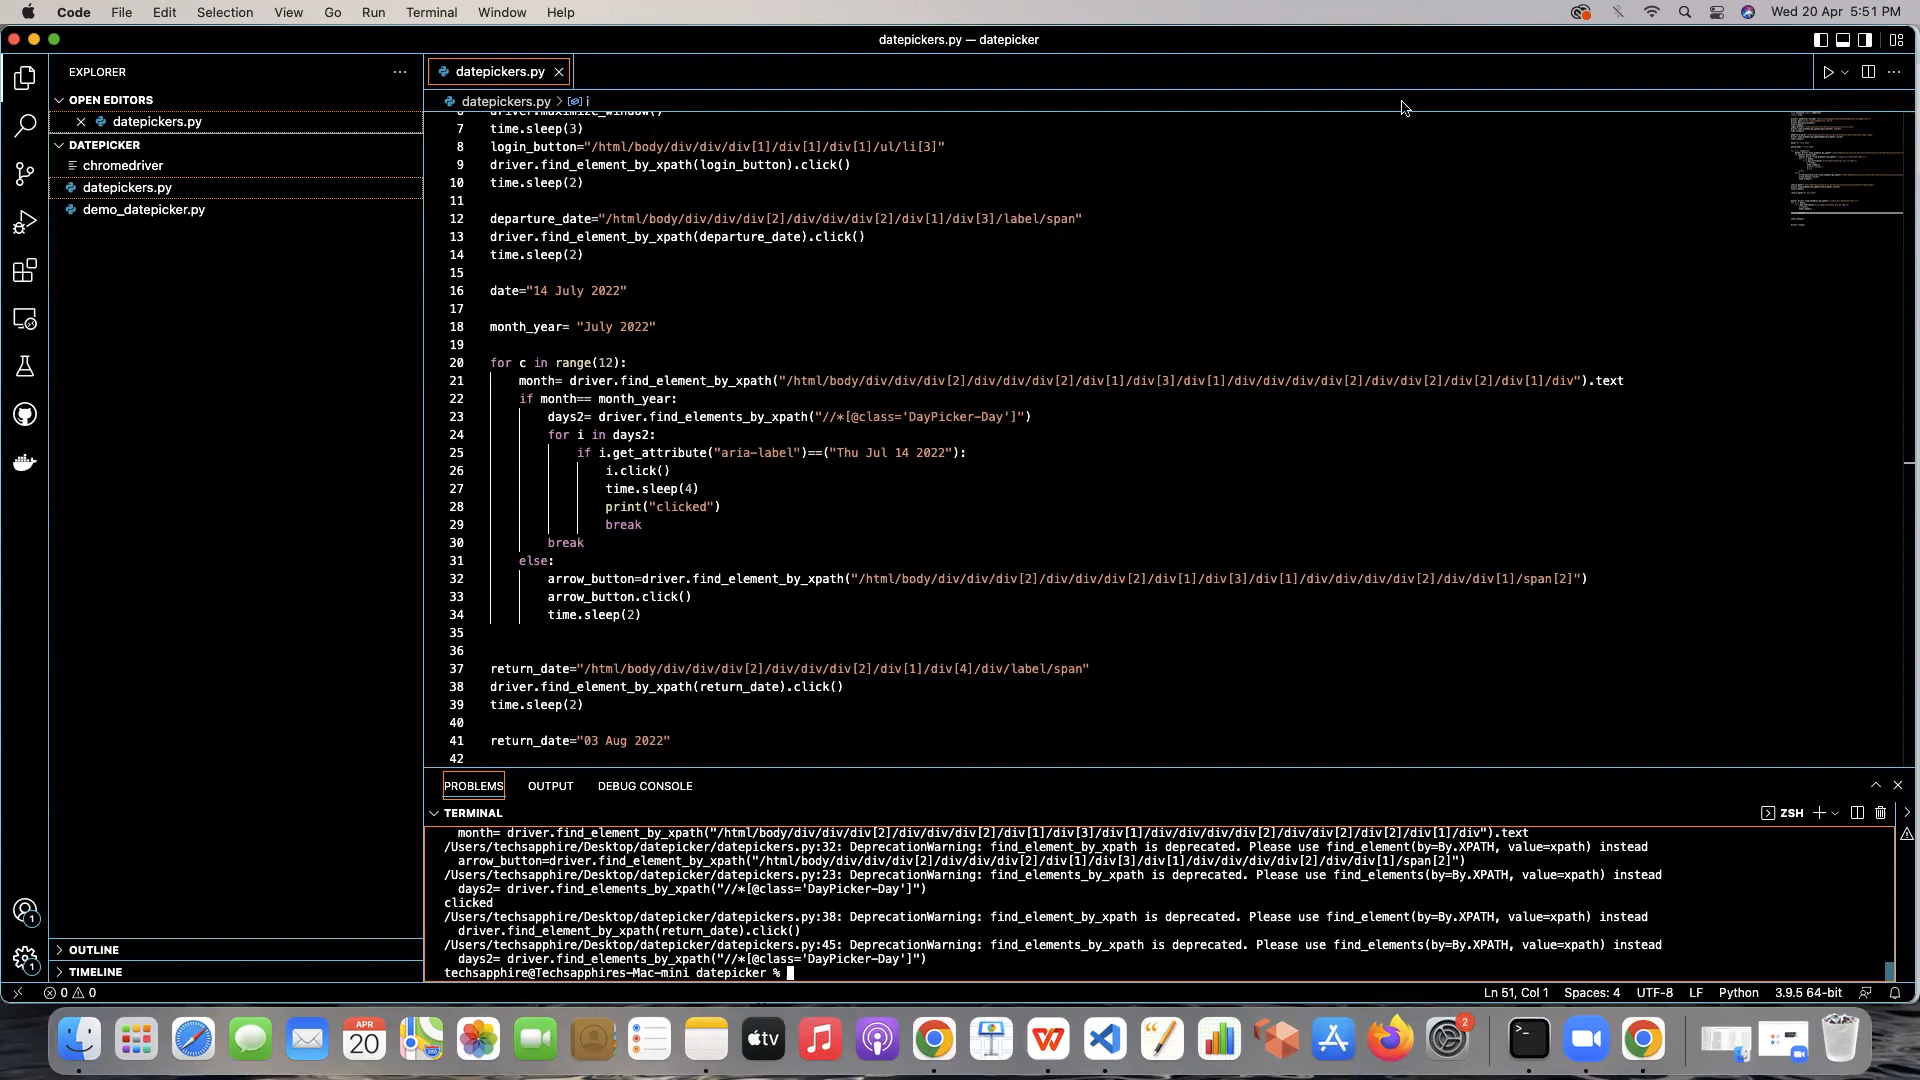 Code File Edit Selection View Go Run Terminal Window Help Wed 20 Apr 5:51 PM
datepickers.py — datepicker
EXPLORER
OPEN EDITORS
datepickers.py
DATEPICKER
chromedriver
datepickers.py
demo_datepicker.py
OUTLINE
TIMELINE
1
1
datepickers.py
datepickers.py > i
6 driver.maximize_window()
7 time.sleep(3)
8 login_button="/html/body/div/div/div[1]/div[1]/div[1]/ul/li[3]"
9 driver.find_element_by_xpath(login_button).click()
10 time.sleep(2)
11
12 departure_date="/html/body/div/div/div[2]/div/div/div[2]/div[1]/div[3]/label/span"
13 driver.find_element_by_xpath(departure_date).click()
14 time.sleep(2)
15
16 date="14 July 2022"
17
18 month_year= "July 2022"
19
20 for c in range(12):
21 month= driver.find_element_by_xpath("/html/body/div/div/div[2]/div/div/div[2]/div[1]/div[3]/div[1]/div/div/div/div[2]/div/div[2]/div[2]/div[1]/div").text
22 if month== month_year:
23 days2= driver.find_elements_by_xpath("//*[@class='DayPicker-Day']")
24 for i in days2:
25 if i.get_attribute("aria-label")==("Thu Jul 14 2022"):
26 i.click()
27 time.sleep(4)
28 print("clicked")
29 break
30 break
31 else:
32 arrow_button=driver.find_element_by_xpath("/html/body/div/div/div[2]/div/div/div[2]/div[1]/div[3]/div[1]/div/div/div/div[2]/div/div[1]/span[2]")
33 arrow_button.click()
34 time.sleep(2)
35
36
37 return_date="/html/body/div/div/div[2]/div/div/div[2]/div[1]/div[4]/div/label/span"
38 driver.find_element_by_xpath(return_date).click()
39 time.sleep(2)
40
41 return_date="03 Aug 2022"
42
PROBLEMS OUTPUT DEBUG CONSOLE
TERMINAL ZSH
month= driver.find_element_by_xpath("/html/body/div/div/div[2]/div/div/div[2]/div[1]/div[3]/div[1]/div/div/div/div[2]/div/div[2]/div[2]/div[1]/div").text
/Users/techsapphire/Desktop/datepicker/datepickers.py:32: DeprecationWarning: find_element_by_xpath is deprecated. Please use find_element(by=By.XPATH, value=xpath) instead
arrow_button=driver.find_element_by_xpath("/html/body/div/div/div[2]/div/div/div[2]/div[1]/div[3]/div[1]/div/div/div/div[2]/div/div[1]/span[2]")
/Users/techsapphire/Desktop/datepicker/datepickers.py:23: DeprecationWarning: find_elements_by_xpath is deprecated. Please use find_elements(by=By.XPATH, value=xpath) instead
days2= driver.find_elements_by_xpath("//*[@class='DayPicker-Day']")
clicked
/Users/techsapphire/Desktop/datepicker/datepickers.py:38: DeprecationWarning: find_element_by_xpath is deprecated. Please use find_element(by=By.XPATH, value=xpath) instead
driver.find_element_by_xpath(return_date).click()
/Users/techsapphire/Desktop/datepicker/datepickers.py:45: DeprecationWarning: find_elements_by_xpath is deprecated. Please use find_elements(by=By.XPATH, value=xpath) instead
days2= driver.find_elements_by_xpath("//*[@class='DayPicker-Day']")
techsapphire@Techsapphires-Mac-mini datepicker %
0 0 Ln 51, Col 1 Spaces: 4 UTF-8 LF Python 3.9.5 64-bit
APR
20
tv
2